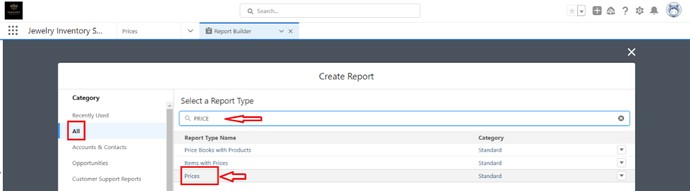 Search...
Jewelry Inventory S...
Prices
Report Builder
Create Report
Category
Select a Report Type
Recently Used
PRICE
All
Report Type Name
Category
Price Books with Products
Standard
Accounts & Contacts
Items with Prices
Standard
Opportunities
Prices
Standard
Customer Support Reports